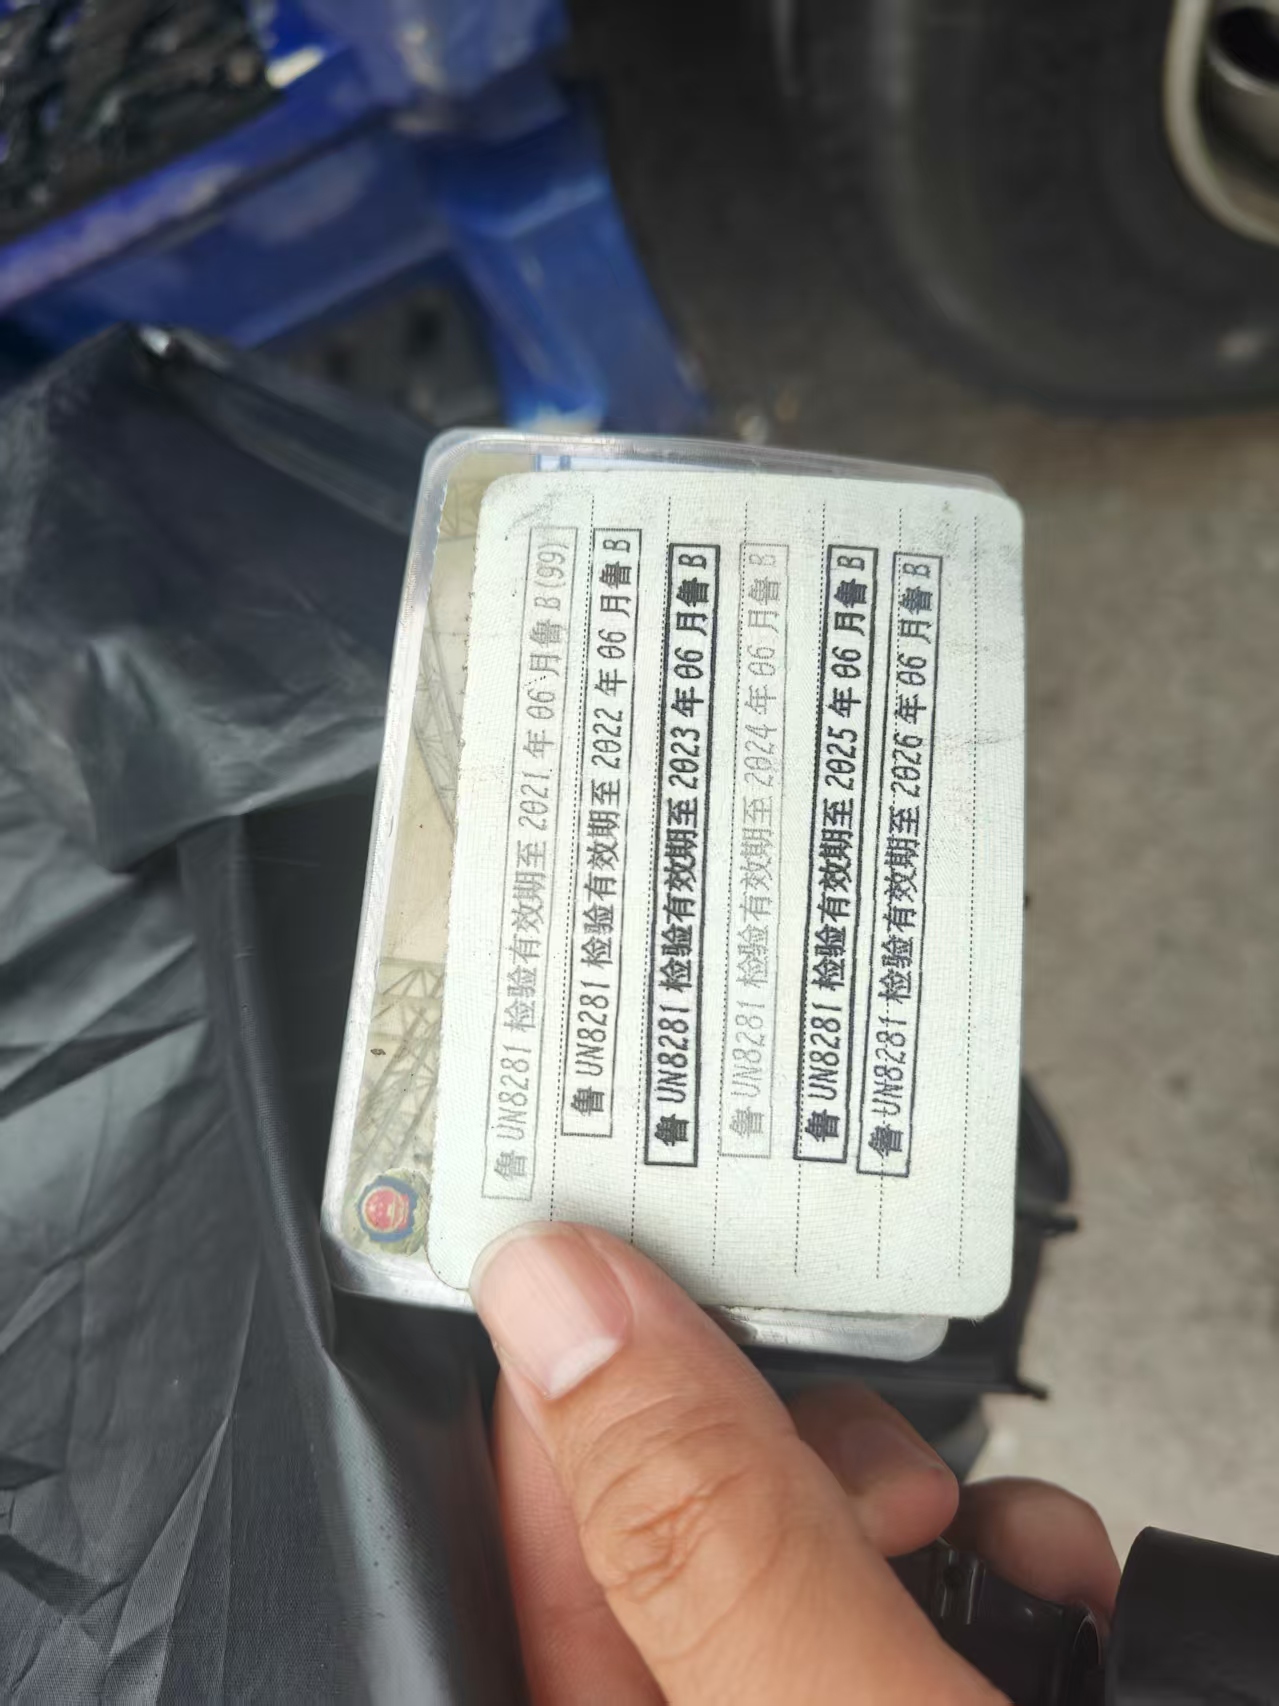 鲁 UN8281 检验有效期至 2021 年 06 月鲁 B(99)
鲁 UN8281 检验有效期至 2022 年 06 月鲁 B
鲁 UN8281 检验有效期至 2023 年 06 月鲁 B
鲁 UN8281 检验有效期至 2024 年 06 月鲁 B
鲁 UN8281 检验有效期至 2025 年 06 月鲁 B
鲁 UN8281 检验有效期至 2026 年 06 月鲁 B